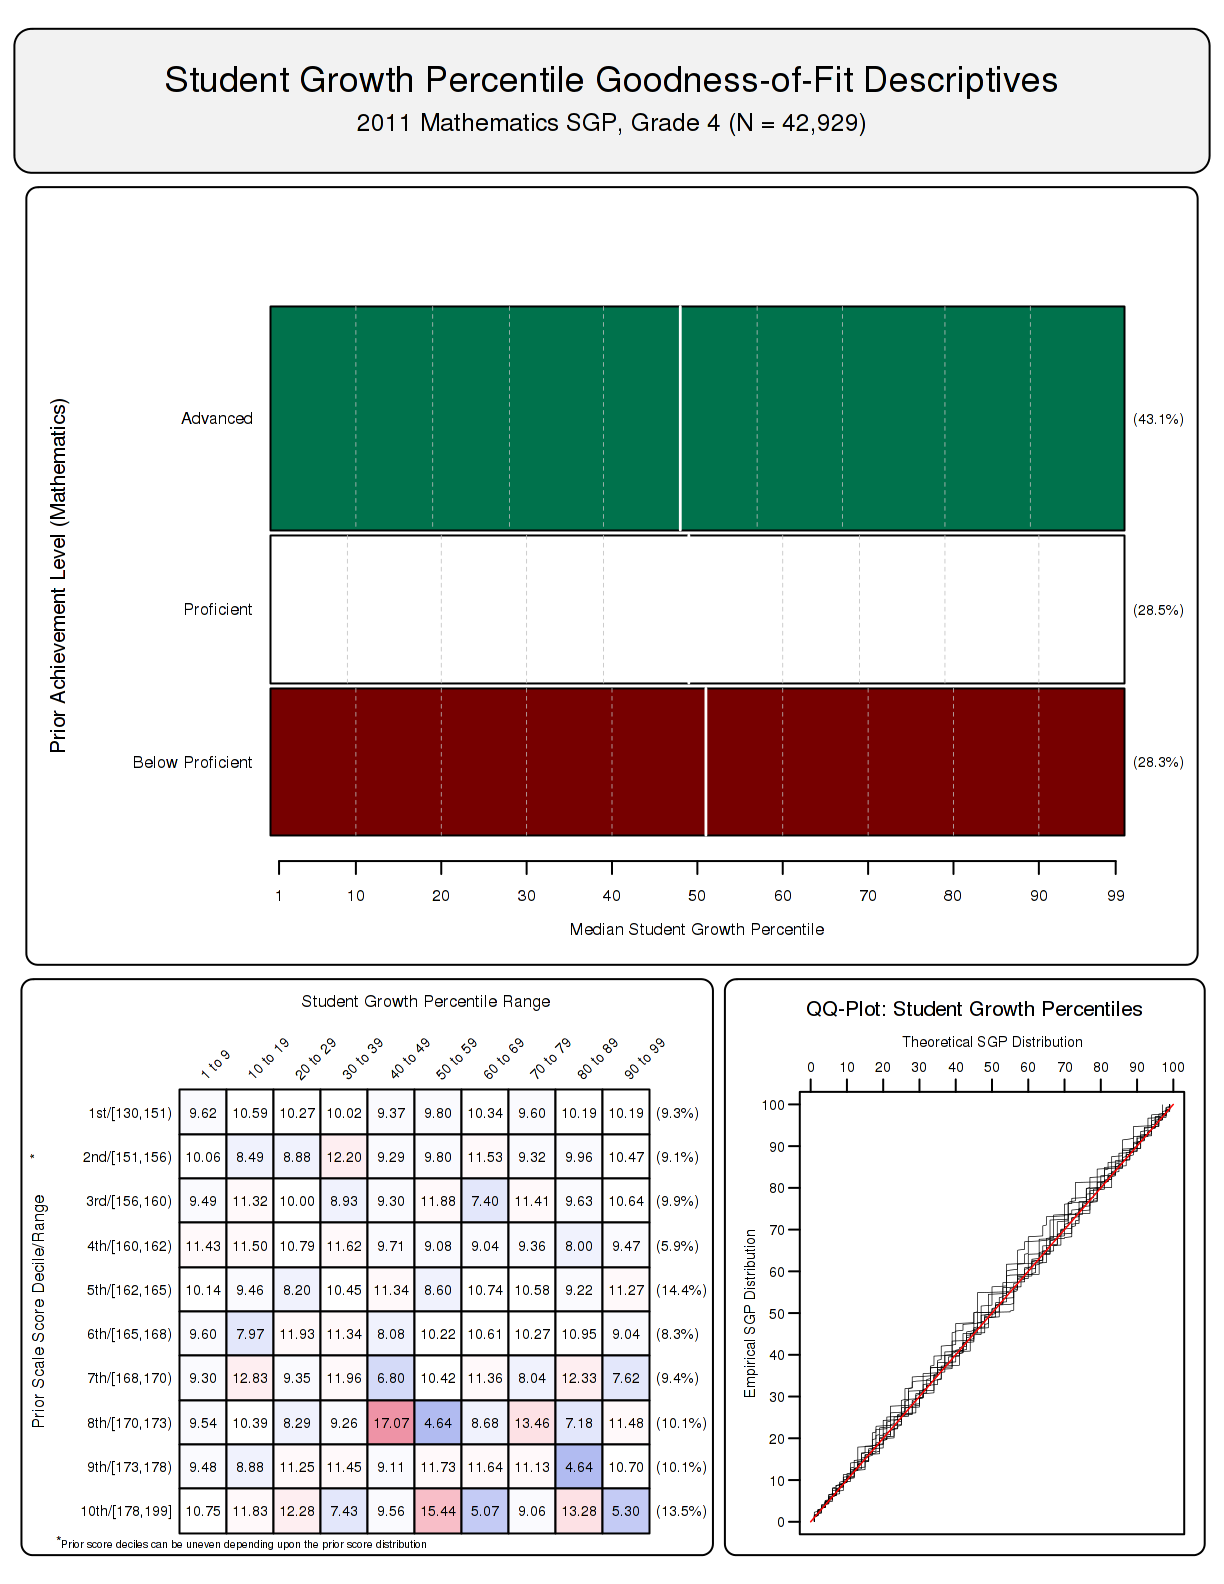 Student Growth Percentile Goodness-of-Fit Descriptives
2011 Mathematics SGP, Grade 4 (N = 42,929)
Prior Achievement Level (Mathematics)
Advanced (43.1%)
Proficient (28.5%)
Below Proficient (28.3%)
1 10 20 30 40 50 60 70 80 90 99
Median Student Growth Percentile
Student Growth Percentile Range
1 to 9 10 to 19 20 to 29 30 to 39 40 to 49 50 to 59 60 to 69 70 to 79 80 to 89 90 to 99
Prior Scale Score Decile/Range *
1st/[130,151) 9.62 10.59 10.27 10.02 9.37 9.80 10.34 9.60 10.19 10.19 (9.3%)
2nd/[151,156) 10.06 8.49 8.88 12.20 9.29 9.80 11.53 9.32 9.96 10.47 (9.1%)
3rd/[156,160) 9.49 11.32 10.00 8.93 9.30 11.88 7.40 11.41 9.63 10.64 (9.9%)
4th/[160,162) 11.43 11.50 10.79 11.62 9.71 9.08 9.04 9.36 8.00 9.47 (5.9%)
5th/[162,165) 10.14 9.46 8.20 10.45 11.34 8.60 10.74 10.58 9.22 11.27 (14.4%)
6th/[165,168) 9.60 7.97 11.93 11.34 8.08 10.22 10.61 10.27 10.95 9.04 (8.3%)
7th/[168,170) 9.30 12.83 9.35 11.96 6.80 10.42 11.36 8.04 12.33 7.62 (9.4%)
8th/[170,173) 9.54 10.39 8.29 9.26 17.07 4.64 8.68 13.46 7.18 11.48 (10.1%)
9th/[173,178) 9.48 8.88 11.25 11.45 9.11 11.73 11.64 11.13 4.64 10.70 (10.1%)
10th/[178,199] 10.75 11.83 12.28 7.43 9.56 15.44 5.07 9.06 13.28 5.30 (13.5%)
*Prior score deciles can be uneven depending upon the prior score distribution
QQ-Plot: Student Growth Percentiles
Theoretical SGP Distribution
0 10 20 30 40 50 60 70 80 90 100
Empirical SGP Distribution
100
90
80
70
60
50
40
30
20
10
0